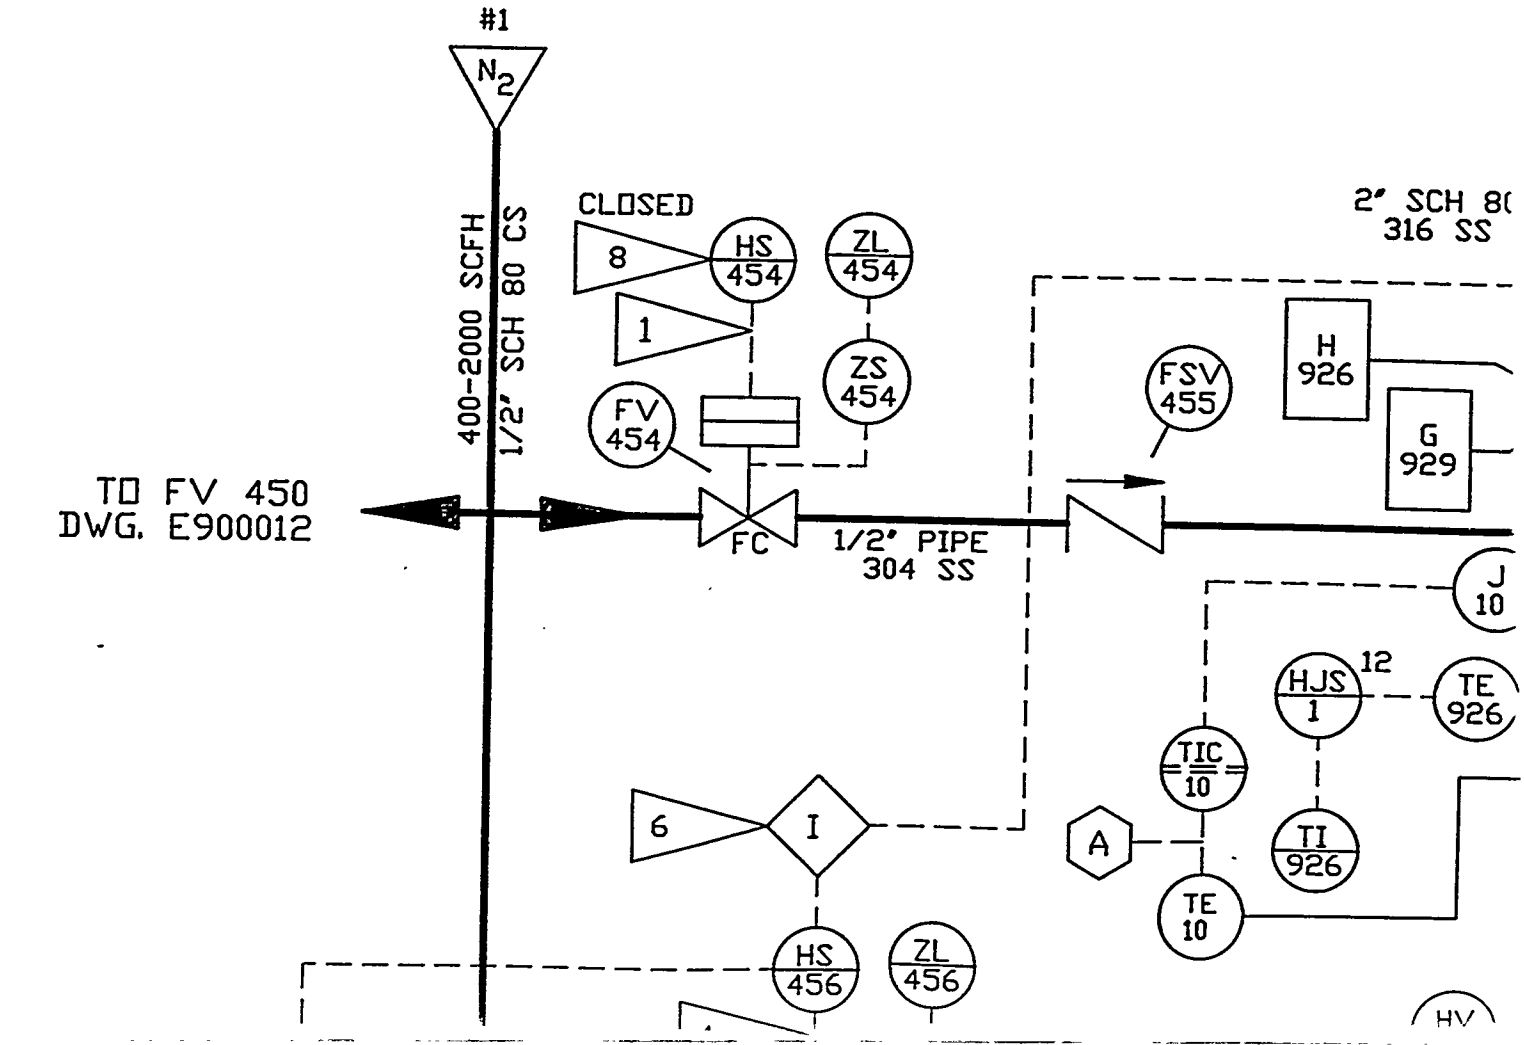 #1
N2
400-2000 SCFH
1/2" SCH 80 CS
CLOSED
8
HS
454
ZL
454
1
ZS
454
FV
454
FC
TO FV 450
DWG. E900012
1/2" PIPE
304 SS
FSV
455
2" SCH
316 SS
H
926
G
929
J
10
HJS
1
12
TE
926
TIC
10
TI
926
A
TE
10
6
I
HS
456
ZL
456
HV